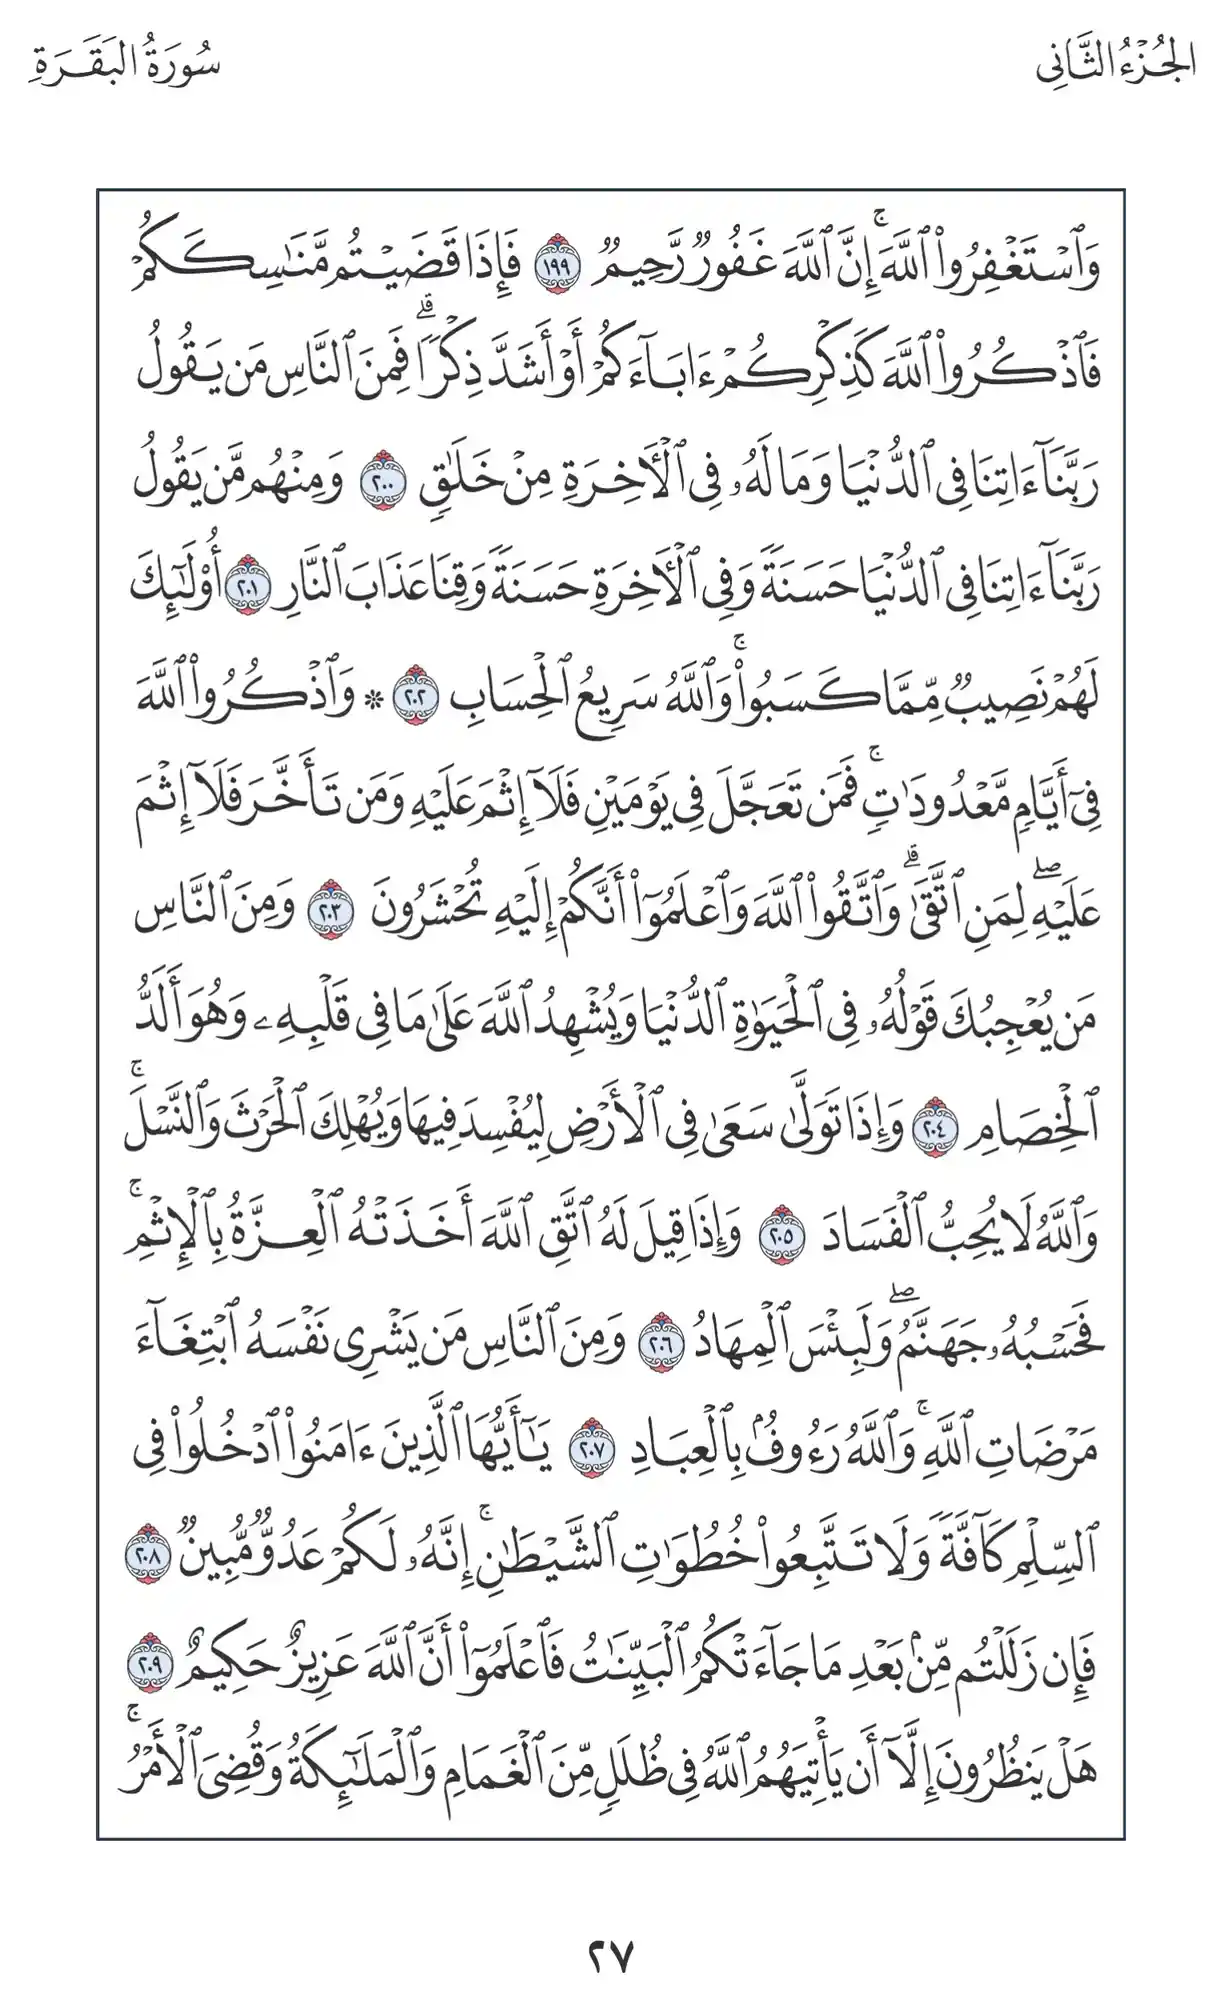 الجُزْءُ الثَّانِي
سُورَةُ البَقَرَةِ
وَٱسۡتَغۡفِرُواْ ٱللَّهَۚ إِنَّ ٱللَّهَ غَفُورٞ رَّحِيمٞ ١٩٩ فَإِذَا قَضَيۡتُم مَّنَٰسِكَكُمۡ
فَٱذۡكُرُواْ ٱللَّهَ كَذِكۡرِكُمۡ ءَابَآءَكُمۡ أَوۡ أَشَدَّ ذِكۡرٗاۗ فَمِنَ ٱلنَّاسِ مَن يَقُولُ
رَبَّنَآ ءَاتِنَا فِي ٱلدُّنۡيَا وَمَا لَهُۥ فِي ٱلۡأٓخِرَةِ مِنۡ خَلَٰقٖ ٢٠٠ وَمِنۡهُم مَّن يَقُولُ
رَبَّنَآ ءَاتِنَا فِي ٱلدُّنۡيَا حَسَنَةٗ وَفِي ٱلۡأٓخِرَةِ حَسَنَةٗ وَقِنَا عَذَابَ ٱلنَّارِ ٢٠١ أُوْلَٰٓئِكَ
لَهُمۡ نَصِيبٞ مِّمَّا كَسَبُواْۚ وَٱللَّهُ سَرِيعُ ٱلۡحِسَابِ ٢٠٢ * وَٱذۡكُرُواْ ٱللَّهَ
فِيٓ أَيَّامٖ مَّعۡدُودَٰتٖۚ فَمَن تَعَجَّلَ فِي يَوۡمَيۡنِ فَلَآ إِثۡمَ عَلَيۡهِ وَمَن تَأَخَّرَ فَلَآ إِثۡمَ
عَلَيۡهِۖ لِمَنِ ٱتَّقَىٰۗ وَٱتَّقُواْ ٱللَّهَ وَٱعۡلَمُوٓاْ أَنَّكُمۡ إِلَيۡهِ تُحۡشَرُونَ ٢٠٣ وَمِنَ ٱلنَّاسِ
مَن يُعۡجِبُكَ قَوۡلُهُۥ فِي ٱلۡحَيَوٰةِ ٱلدُّنۡيَا وَيُشۡهِدُ ٱللَّهَ عَلَىٰ مَا فِي قَلۡبِهِۦ وَهُوَ أَلَدُّ
ٱلۡخِصَامِ ٢٠٤ وَإِذَا تَوَلَّىٰ سَعَىٰ فِي ٱلۡأَرۡضِ لِيُفۡسِدَ فِيهَا وَيُهۡلِكَ ٱلۡحَرۡثَ وَٱلنَّسۡلَۚ
وَٱللَّهُ لَا يُحِبُّ ٱلۡفَسَادَ ٢٠٥ وَإِذَا قِيلَ لَهُ ٱتَّقِ ٱللَّهَ أَخَذَتۡهُ ٱلۡعِزَّةُ بِٱلۡإِثۡمِۚ
فَحَسۡبُهُۥ جَهَنَّمُۖ وَلَبِئۡسَ ٱلۡمِهَادُ ٢٠٦ وَمِنَ ٱلنَّاسِ مَن يَشۡرِي نَفۡسَهُ ٱبۡتِغَآءَ
مَرۡضَاتِ ٱللَّهِۚ وَٱللَّهُ رَءُوفُۢ بِٱلۡعِبَادِ ٢٠٧ يَٰٓأَيُّهَا ٱلَّذِينَ ءَامَنُواْ ٱدۡخُلُواْ فِي
ٱلسِّلۡمِ كَآفَّةٗ وَلَا تَتَّبِعُواْ خُطُوَٰتِ ٱلشَّيۡطَٰنِۚ إِنَّهُۥ لَكُمۡ عَدُوّٞ مُّبِينٞ ٢٠٨
فَإِن زَلَلۡتُم مِّنۢ بَعۡدِ مَا جَآءَتۡكُمُ ٱلۡبَيِّنَٰتُ فَٱعۡلَمُوٓاْ أَنَّ ٱللَّهَ عَزِيزٌ حَكِيمٌ ٢٠٩
هَلۡ يَنظُرُونَ إِلَّآ أَن يَأۡتِيَهُمُ ٱللَّهُ فِي ظُلَلٖ مِّنَ ٱلۡغَمَامِ وَٱلۡمَلَٰٓئِكَةُ وَقُضِيَ ٱلۡأَمۡرُۚ
٢٧